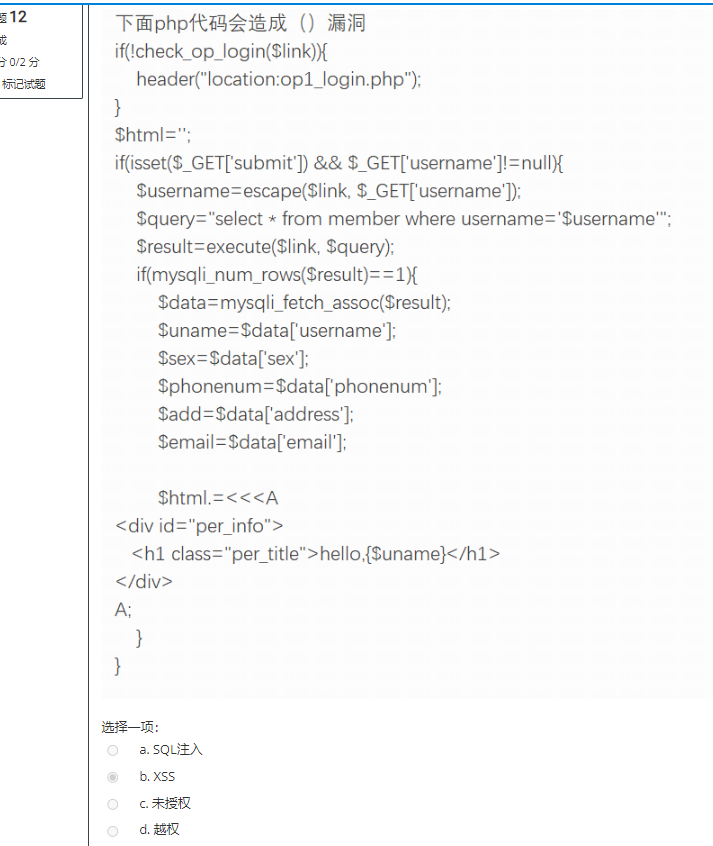 题 12
成
分 0/2 分
标记试题
下面php代码会造成（）漏洞
if(!check_op_login($link)){
header("location:op1_login.php");
}
$html='';
if(isset($_GET['submit']) && $_GET['username']!=null){
$username=escape($link, $_GET['username']);
$query="select * from member where username='$username'";
$result=execute($link, $query);
if(mysqli_num_rows($result)==1){
$data=mysqli_fetch_assoc($result);
$uname=$data['username'];
$sex=$data['sex'];
$phonenum=$data['phonenum'];
$add=$data['address'];
$email=$data['email'];
$html.=<<<A
<div id="per_info">
<h1 class="per_title">hello,{$uname}</h1>
</div>
A;
}
}
选择一项：
a. SQL注入
b. XSS
c. 未授权
d. 越权